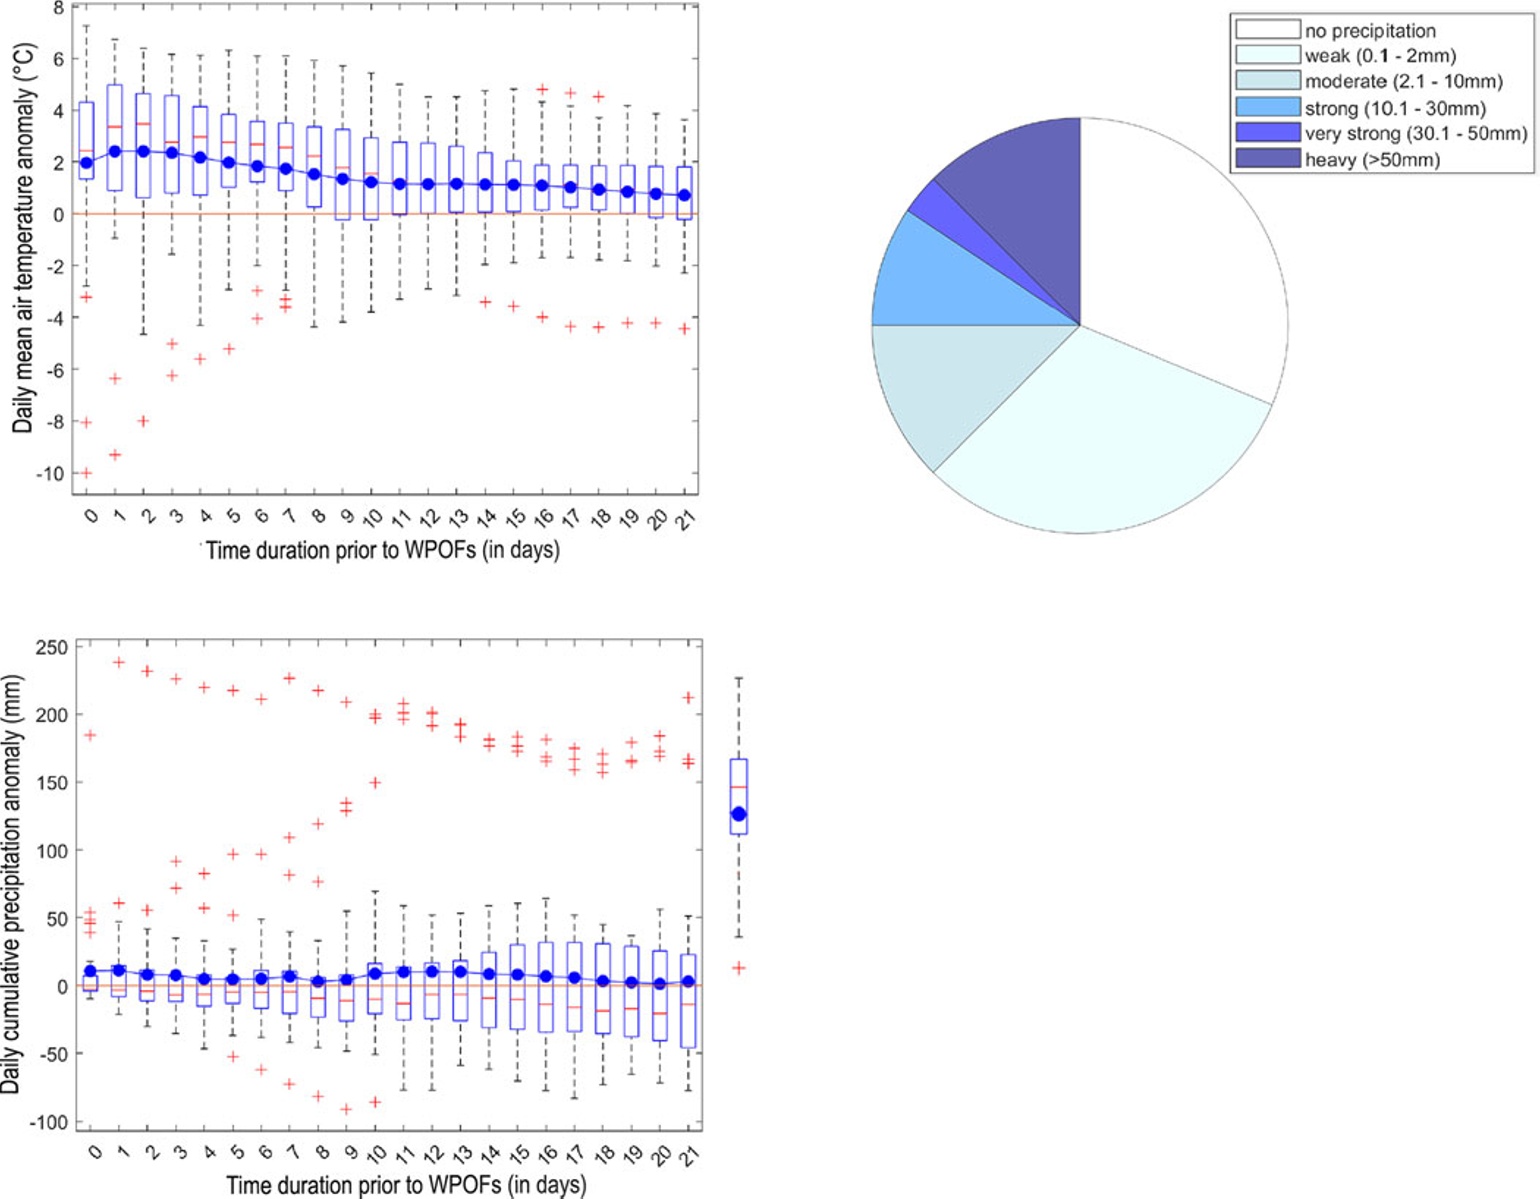 8
6
4
2
0
-2
-4
-6
-8
-10
Daily mean air temperature anomaly (°C)
0 1 2 3 4 5 6 7 8 9 10 11 12 13 14 15 16 17 18 19 20 21
Time duration prior to WPOFs (in days)
no precipitation
weak (0.1 - 2mm)
moderate (2.1 - 10mm)
strong (10.1 - 30mm)
very strong (30.1 - 50mm)
heavy (>50mm)
250
200
150
100
50
0
-50
-100
Daily cumulative precipitation anomaly (mm)
0 1 2 3 4 5 6 7 8 9 10 11 12 13 14 15 16 17 18 19 20 21
Time duration prior to WPOFs (in days)